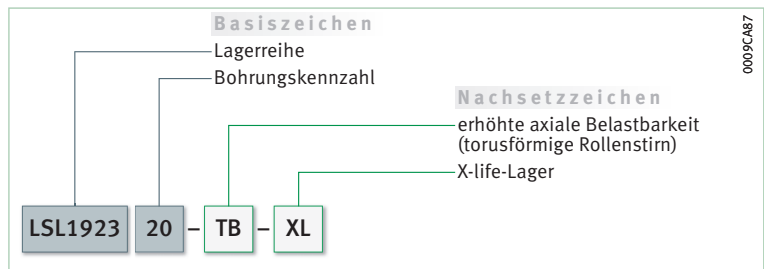 Basiszeichen
Lagerreihe
Bohrungskennzahl
Nachsetzzeichen
erhöhte axiale Belastbarkeit
(torusförmige Rollenstirn)
X-life-Lager
LSL1923 20 – TB – XL
0009CA87